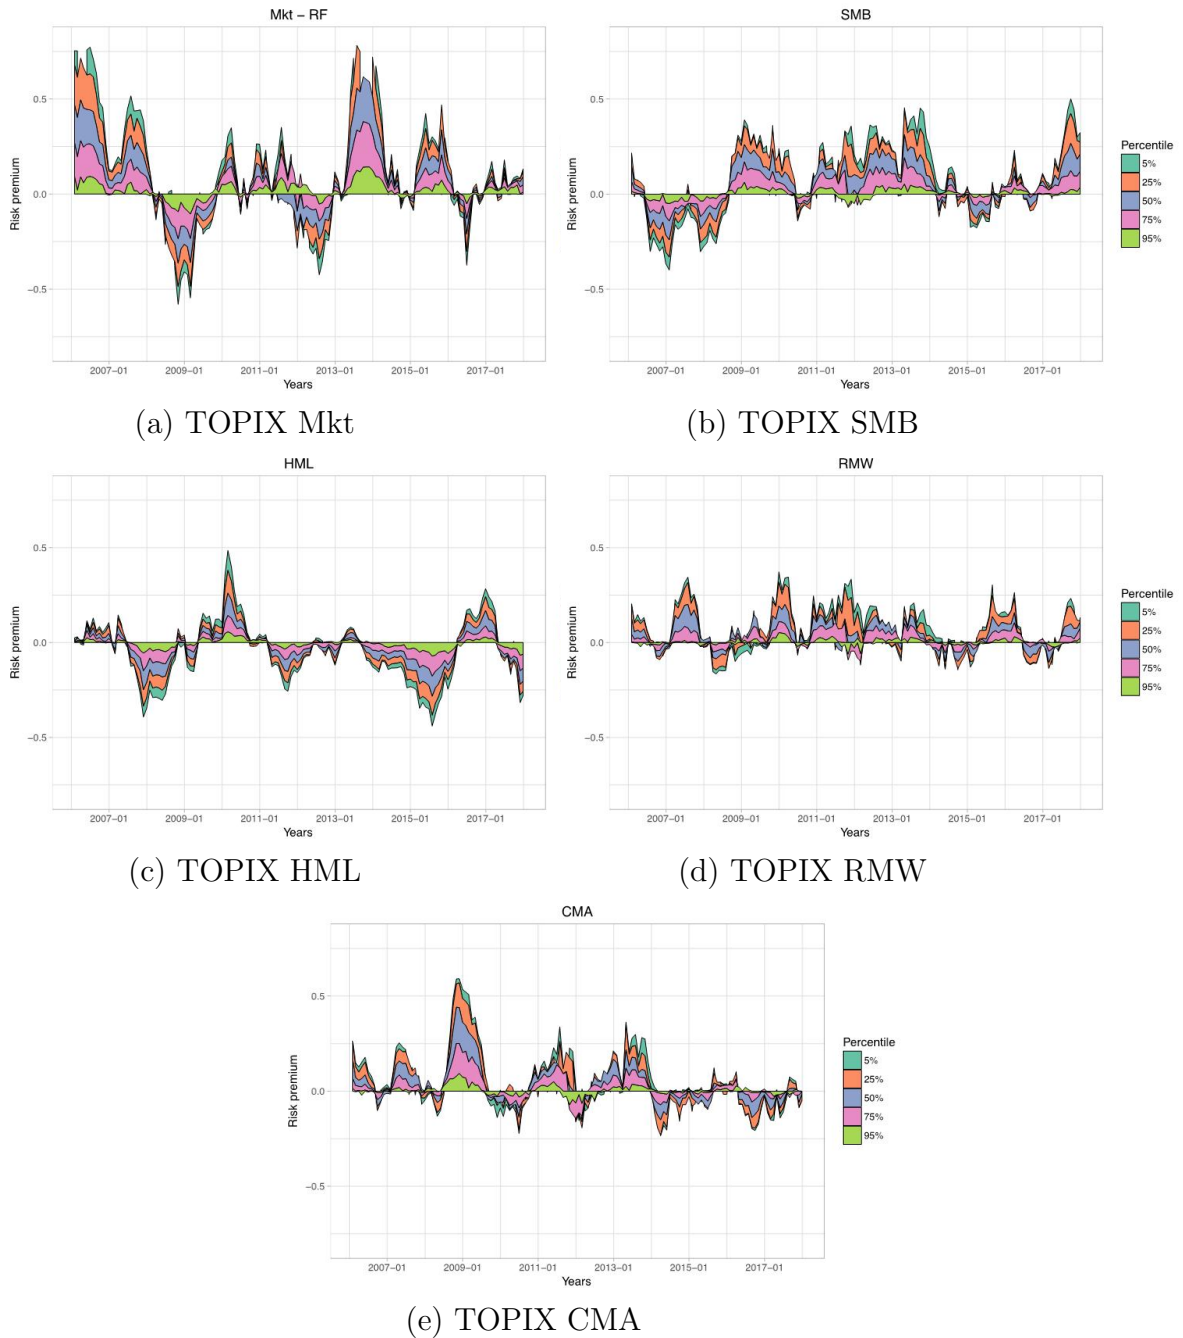 Mkt − RF
SMB
0.5
0.0
−0.5
Risk premium
2007−01 2009−01 2011−01 2013−01 2015−01 2017−01
Years
0.5
0.0
−0.5
Risk premium
2007−01 2009−01 2011−01 2013−01 2015−01 2017−01
Years
Percentile
5%
25%
50%
75%
95%
(a) TOPIX Mkt
(b) TOPIX SMB
HML
RMW
0.5
0.0
−0.5
Risk premium
2007−01 2009−01 2011−01 2013−01 2015−01 2017−01
Years
0.5
0.0
−0.5
Risk premium
2007−01 2009−01 2011−01 2013−01 2015−01 2017−01
Years
Percentile
5%
25%
50%
75%
95%
(c) TOPIX HML
(d) TOPIX RMW
CMA
0.5
0.0
−0.5
Risk premium
2007−01 2009−01 2011−01 2013−01 2015−01 2017−01
Years
Percentile
5%
25%
50%
75%
95%
(e) TOPIX CMA